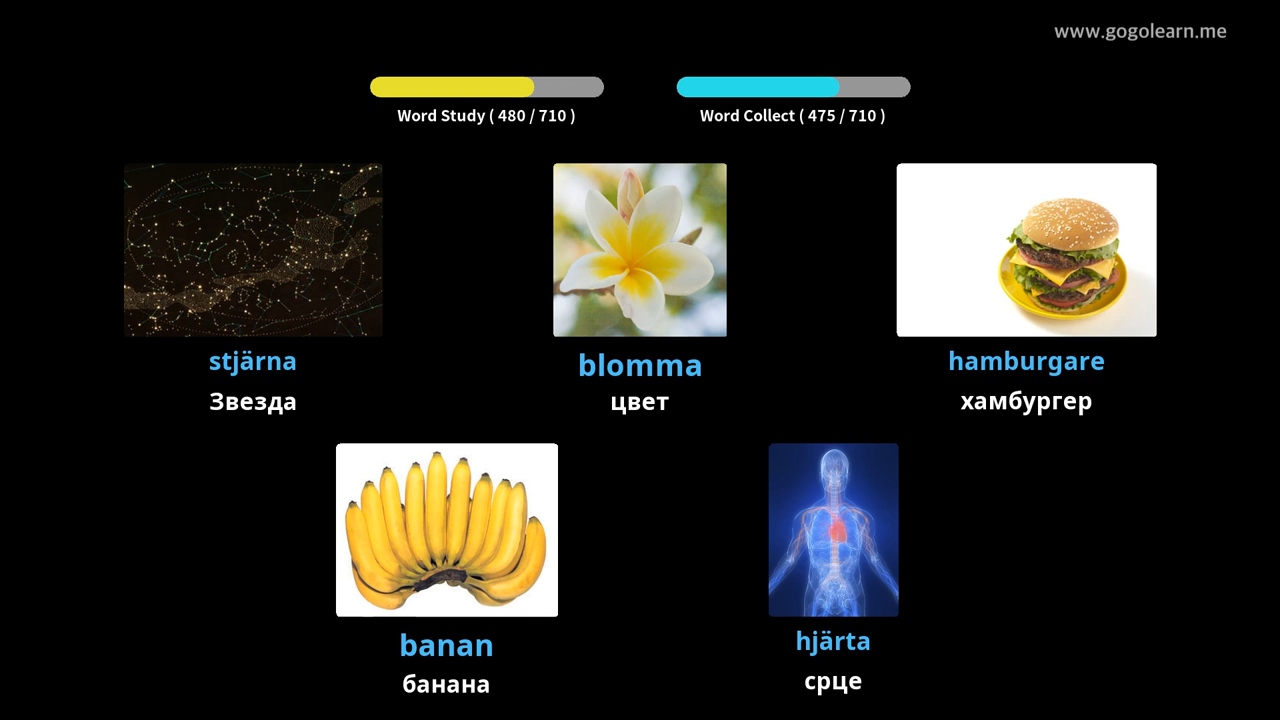 www.gogolearn.me
Word Study ( 480 / 710 )
Word Collect ( 475 / 710 )
stjärna
blomma
hamburgare
Звезда
цвет
хамбургер
banan
hjärta
банана
срце